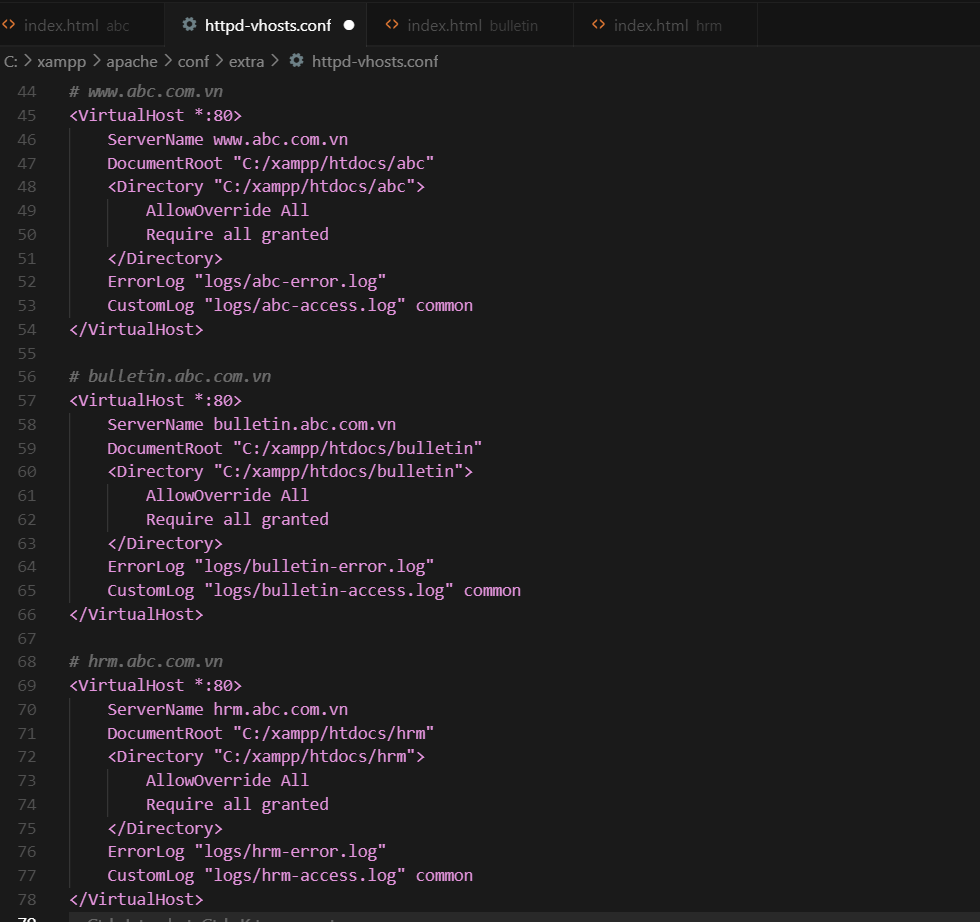 index.html abc httpd-vhosts.conf index.html bulletin index.html hrm
C: > xampp > apache > conf > extra > httpd-vhosts.conf
44 # www.abc.com.vn
45 <VirtualHost *:80>
46 ServerName www.abc.com.vn
47 DocumentRoot "C:/xampp/htdocs/abc"
48 <Directory "C:/xampp/htdocs/abc">
49 AllowOverride All
50 Require all granted
51 </Directory>
52 ErrorLog "logs/abc-error.log"
53 CustomLog "logs/abc-access.log" common
54 </VirtualHost>
55
56 # bulletin.abc.com.vn
57 <VirtualHost *:80>
58 ServerName bulletin.abc.com.vn
59 DocumentRoot "C:/xampp/htdocs/bulletin"
60 <Directory "C:/xampp/htdocs/bulletin">
61 AllowOverride All
62 Require all granted
63 </Directory>
64 ErrorLog "logs/bulletin-error.log"
65 CustomLog "logs/bulletin-access.log" common
66 </VirtualHost>
67
68 # hrm.abc.com.vn
69 <VirtualHost *:80>
70 ServerName hrm.abc.com.vn
71 DocumentRoot "C:/xampp/htdocs/hrm"
72 <Directory "C:/xampp/htdocs/hrm">
73 AllowOverride All
74 Require all granted
75 </Directory>
76 ErrorLog "logs/hrm-error.log"
77 CustomLog "logs/hrm-access.log" common
78 </VirtualHost>
79